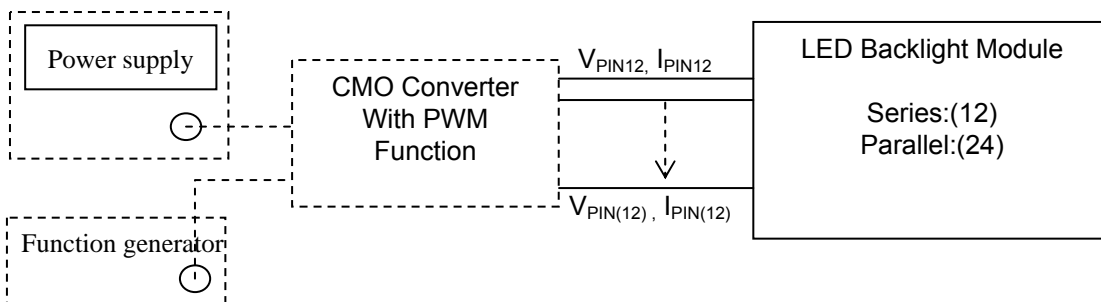 Power supply
CMO Converter
With PWM
Function
V_PIN12, I_PIN12
V_PIN(12) , I_PIN(12)
LED Backlight Module
Series:(12)
Parallel:(24)
Function generator